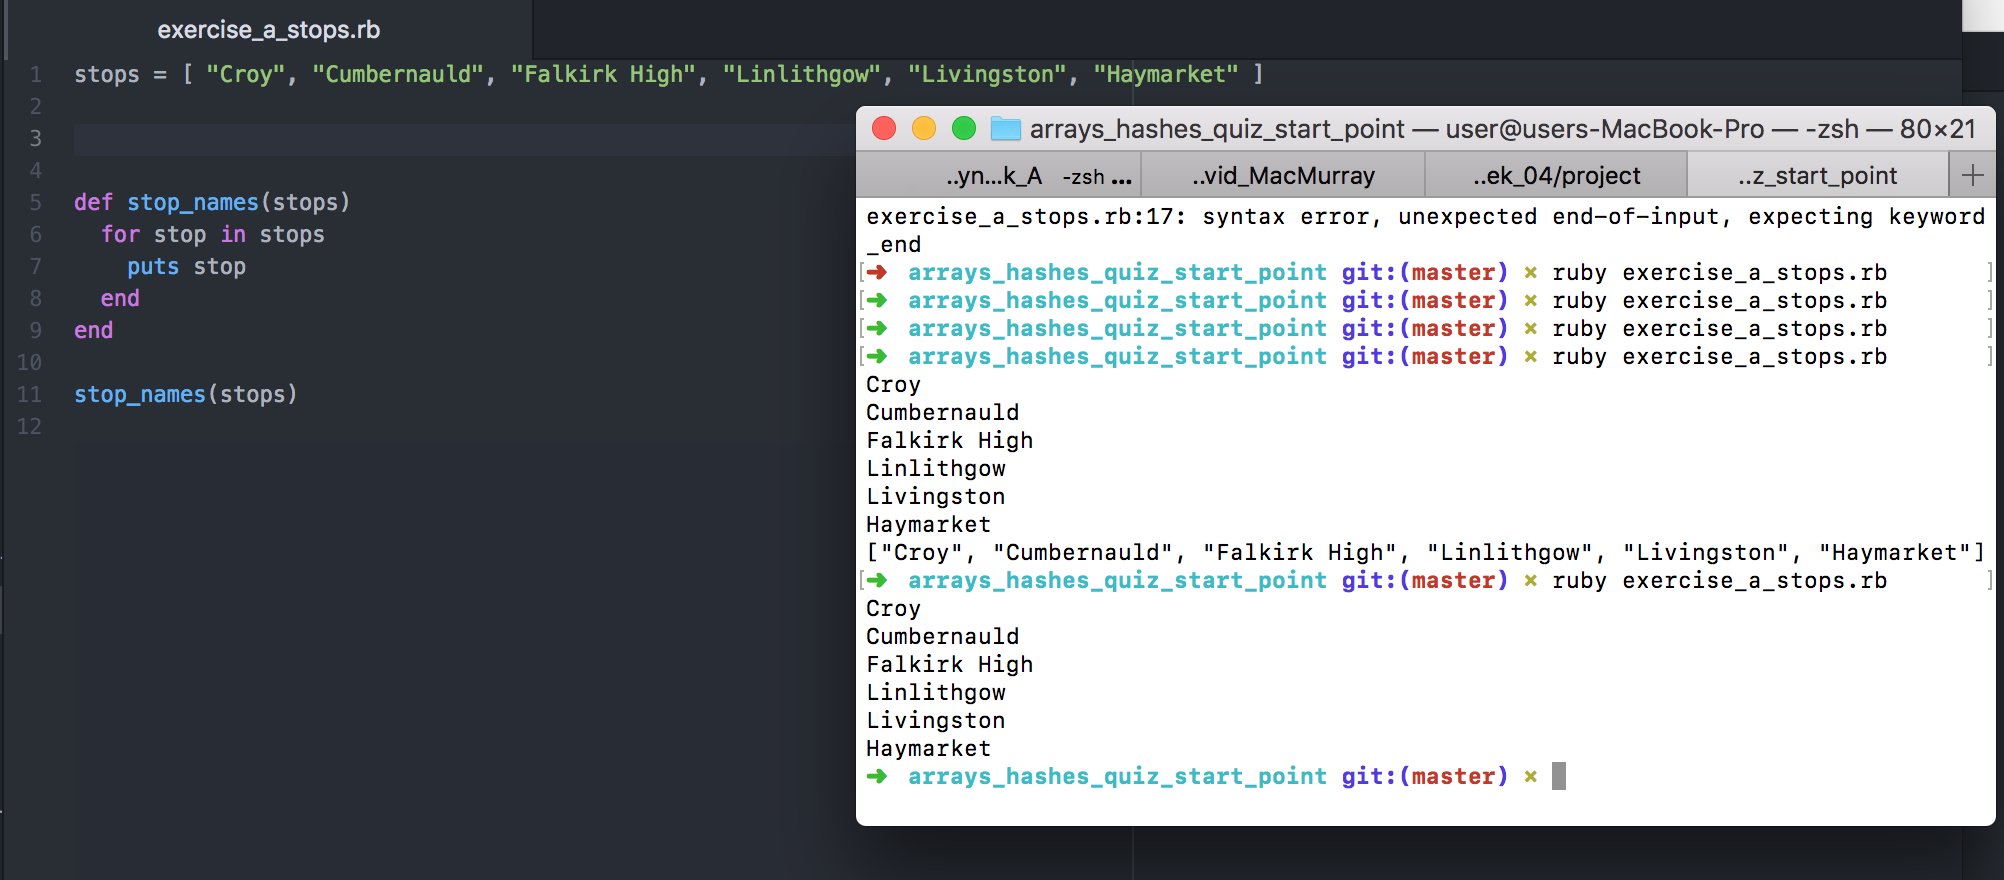 exercise_a_stops.rb
1 stops = [ "Croy", "Cumbernauld", "Falkirk High", "Linlithgow", "Livingston", "Haymarket" ]
2
3
4
5 def stop_names(stops)
6   for stop in stops
7     puts stop
8   end
9 end
10
11 stop_names(stops)
12
arrays_hashes_quiz_start_point — user@users-MacBook-Pro — -zsh — 80×21
..yn...k_A -zsh ... ..vid_MacMurray ..ek_04/project ..z_start_point +
exercise_a_stops.rb:17: syntax error, unexpected end-of-input, expecting keyword
_end
[➜ arrays_hashes_quiz_start_point git:(master) × ruby exercise_a_stops.rb ]
[➜ arrays_hashes_quiz_start_point git:(master) × ruby exercise_a_stops.rb ]
[➜ arrays_hashes_quiz_start_point git:(master) × ruby exercise_a_stops.rb ]
[➜ arrays_hashes_quiz_start_point git:(master) × ruby exercise_a_stops.rb ]
Croy
Cumbernauld
Falkirk High
Linlithgow
Livingston
Haymarket
["Croy", "Cumbernauld", "Falkirk High", "Linlithgow", "Livingston", "Haymarket"]
[➜ arrays_hashes_quiz_start_point git:(master) × ruby exercise_a_stops.rb ]
Croy
Cumbernauld
Falkirk High
Linlithgow
Livingston
Haymarket
➜ arrays_hashes_quiz_start_point git:(master) ×